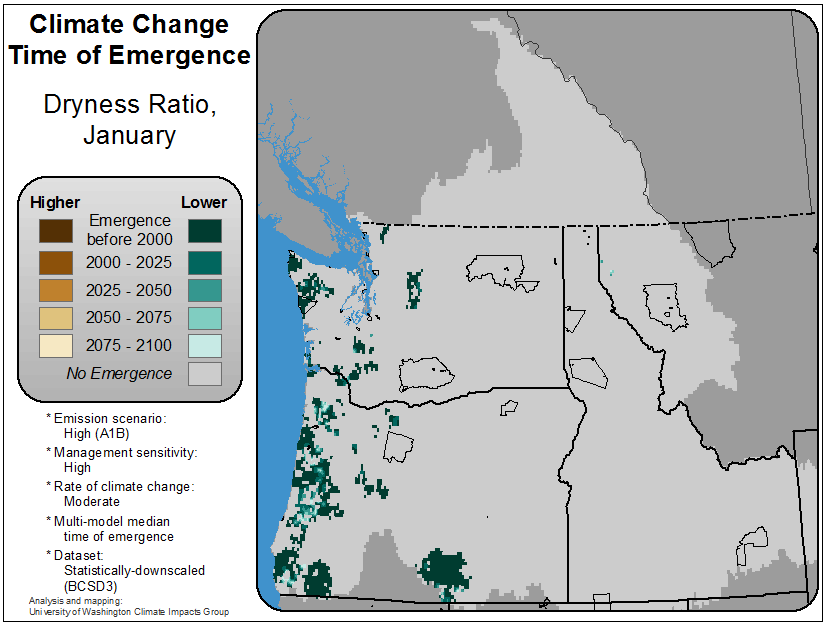 Climate Change
Time of Emergence
Dryness Ratio,
January
Higher Lower
Emergence
before 2000
2000 - 2025
2025 - 2050
2050 - 2075
2075 - 2100
No Emergence
* Emission scenario:
High (A1B)
* Management sensitivity:
High
* Rate of climate change:
Moderate
* Multi-model median
time of emergence
* Dataset:
Statistically-downscaled
(BCSD3)
Analysis and mapping:
University of Washington Climate Impacts Group